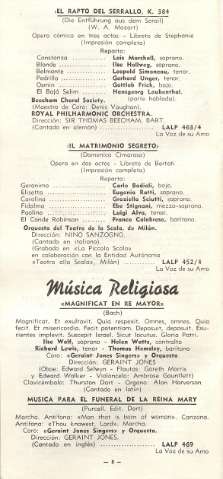 «EL RAPTO DEL SERRALLO, K. 384
(Die Entführung aus dem Serail)
(W. A. Mozart)
Opera cómica en tres actos - Libreto de Stephanie
(Impresión completa)
Reparto:
Constanza Lois Marshall, soprano.
Blonda Ilse Hollweg, soprano.
Belmonte Leopold Simoneau, tenor.
Pedrillo Gerhard Unger, tenor.
Osmin Gottlob Frick, bajo.
El Bajá Selim Hansgeorg Laubenthal,
(parte hablada).
Beecham Choral Society.
(Maestro de Coro: Denis Vaughan).
ROYAL PHILHARMONIC ORCHESTRA.
Dirección: SIR THOMAS BEECHAM, BART.
(Cantado en alemán) LALP 463/4
La Voz de su Amo
«IL MATRIMONIO SEGRETO»
(Domenico Cimarosa)
Opera en dos actos - Libreto de Bertati
(Impresión completa)
Reparto:
Geronimo Carlo Badioli, bajo.
Elisetta Eugenia Ratti, soprano.
Carolina Graziella Sciutti, soprano.
Fidalma Ebe Stignani, mezzo-soprano.
Paolino Luigi Alva, tenor.
El Conde Robinson Franco Calabrese, barítono.
Orquesta del Teatro de la Scala, de Milán.
Dirección: NINO SANZOGNO.
(Cantado en italiano)
(Grabado en «La Piccola Scala»
en colaboración con la Entidad Autónoma
«Teatro alla Scala», Milán) LALP 452/4
La Voz de su Amo
Música Religiosa
«MAGNIFICAT EN RE MAYOR»
(Bach)
Magnificat. Et exultavit. Quia respexit. Omnes. omnes. Quia
fecit. Et misericordia. Fecit potentiam. Deposuit, deposuit. Esu-
rientes implevit. Suscepit Israel. Sicut locutus. Gloria Patri.
Ilse Wolf, soprano - Helen Watts, contralto
Richard Lewis, tenor - Thomas Hemsley, barítono
Coro: «Geraint Jones Singers» y Orquesta
Dirección: GERAINT JONES
(Oboe: Edward Selwyn - Flautas: Gareth Morris
y Edward Walker - Violoncelo: Ambrose Gauntlett)
Clavicémbalo: Thurston Dart - Organo: Alan Harverson
(Cantado en latín)
MUSICA PARA EL FUNERAL DE LA REINA MARY
(Purcell. Edit. Dart)
Marcha. Antífona: «Man that is born of woman». Canzona.
Antífona: «Thou knowest, Lord». Marcha.
Coro: «Geraint Jones Singers» y Orquesta.
Dirección: GERAINT JONES.
(Cantado en inglés) LALP 469
La Voz de su Amo
— 8 —